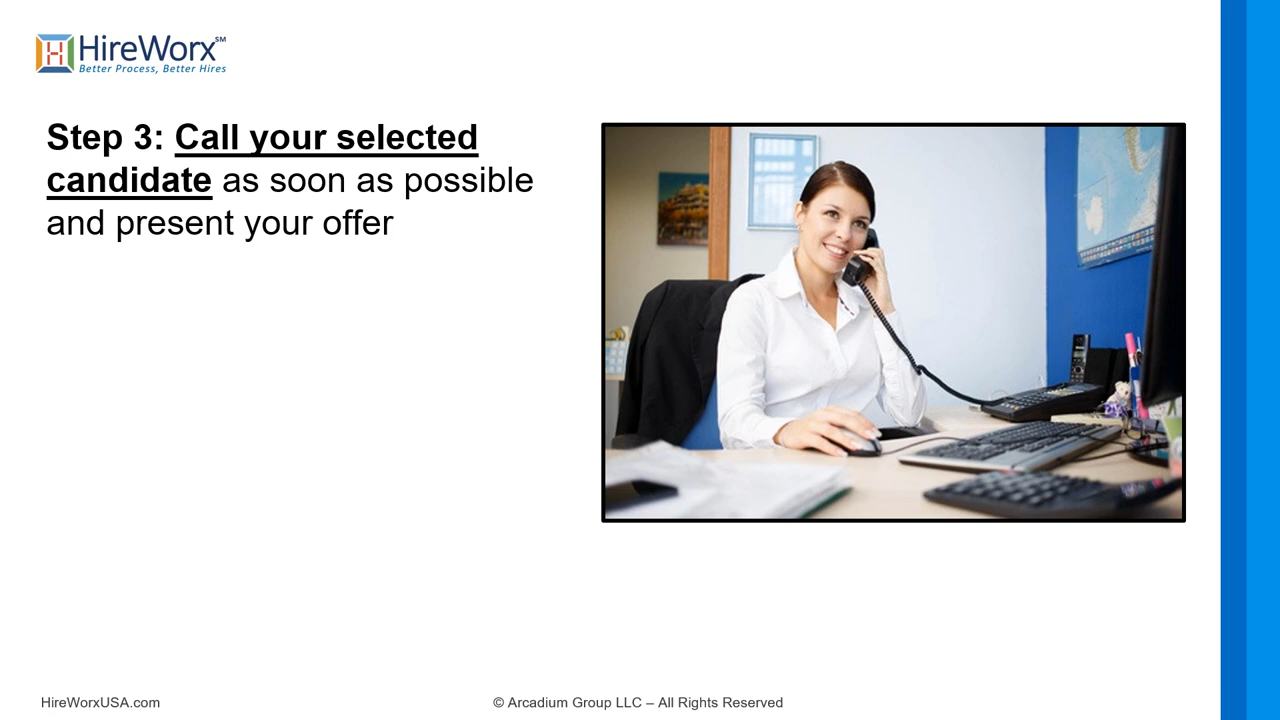 HireWorx℠
Better Process, Better Hires
Step 3: Call your selected
candidate as soon as possible
and present your offer
HireWorxUSA.com
© Arcadium Group LLC – All Rights Reserved